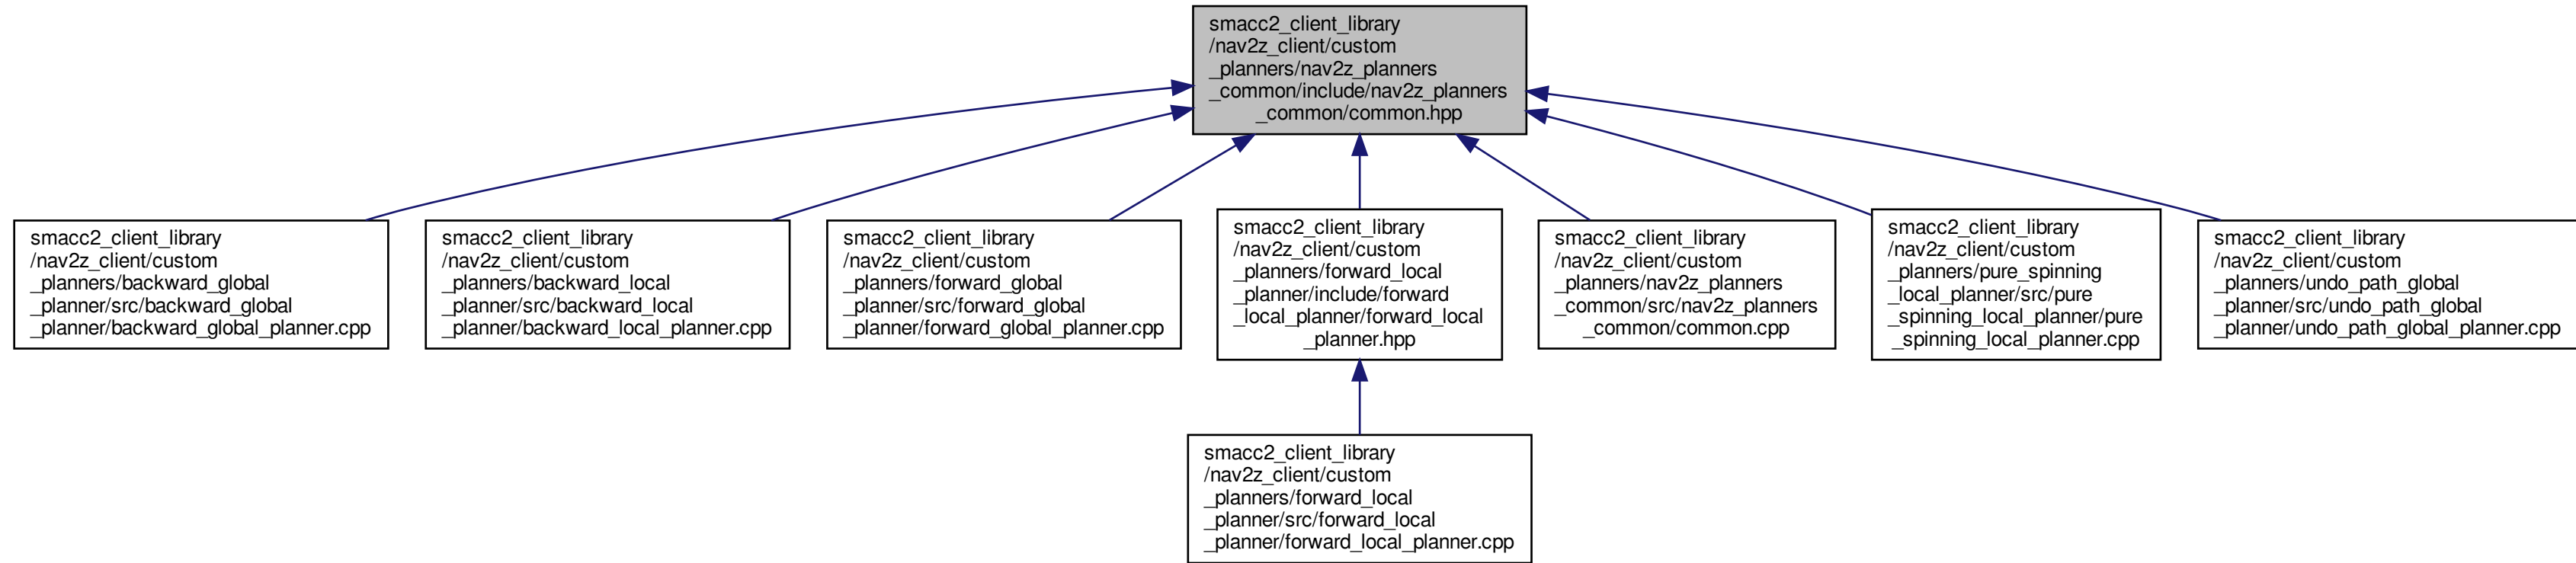 smacc2_client_library
/nav2z_client/custom
_planners/nav2z_planners
_common/include/nav2z_planners
_common/common.hpp
smacc2_client_library
/nav2z_client/custom
_planners/backward_global
_planner/src/backward_global
_planner/backward_global_planner.cpp
smacc2_client_library
/nav2z_client/custom
_planners/backward_local
_planner/src/backward_local
_planner/backward_local_planner.cpp
smacc2_client_library
/nav2z_client/custom
_planners/forward_global
_planner/src/forward_global
_planner/forward_global_planner.cpp
smacc2_client_library
/nav2z_client/custom
_planners/forward_local
_planner/include/forward
_local_planner/forward_local
_planner.hpp
smacc2_client_library
/nav2z_client/custom
_planners/nav2z_planners
_common/src/nav2z_planners
_common/common.cpp
smacc2_client_library
/nav2z_client/custom
_planners/pure_spinning
_local_planner/src/pure
_spinning_local_planner/pure
_spinning_local_planner.cpp
smacc2_client_library
/nav2z_client/custom
_planners/undo_path_global
_planner/src/undo_path_global
_planner/undo_path_global_planner.cpp
smacc2_client_library
/nav2z_client/custom
_planners/forward_local
_planner/src/forward_local
_planner/forward_local_planner.cpp